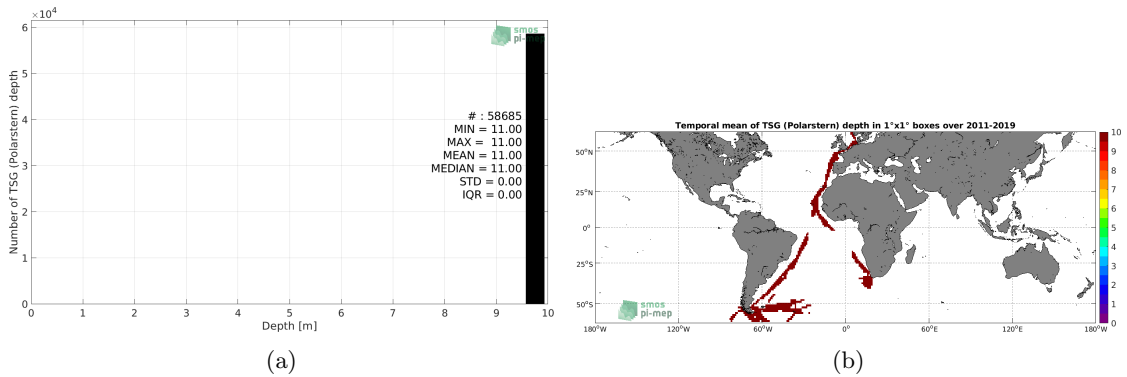 ×10⁴
6
5
4
3
2
1
0
Number of TSG (Polarstern) depth
smos
pi-mep
# : 58685
MIN = 11.00
MAX = 11.00
MEAN = 11.00
MEDIAN = 11.00
STD = 0.00
IQR = 0.00
0 1 2 3 4 5 6 7 8 9 10
Depth [m]
(a)
Temporal mean of TSG (Polarstern) depth in 1°x1° boxes over 2011-2019
50°N
25°N
0°
25°S
50°S
smos
pi-mep
180°W 120°W 60°W 0° 60°E 120°E 180°W
10
9
8
7
6
5
4
3
2
1
0
(b)